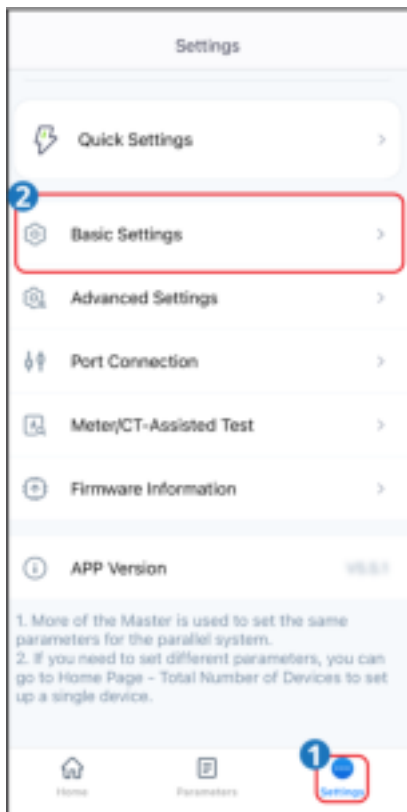 Settings
Quick Settings
2
Basic Settings
Advanced Settings
Port Connection
Meter/CT-Assisted Test
Firmware Information
APP Version
1. More of the Master is used to set the same
parameters for the parallel system.
2. If you need to set different parameters, you can
go to Home Page - Total Number of Devices to set
up a single device.
1
Home
Parameters
Settings